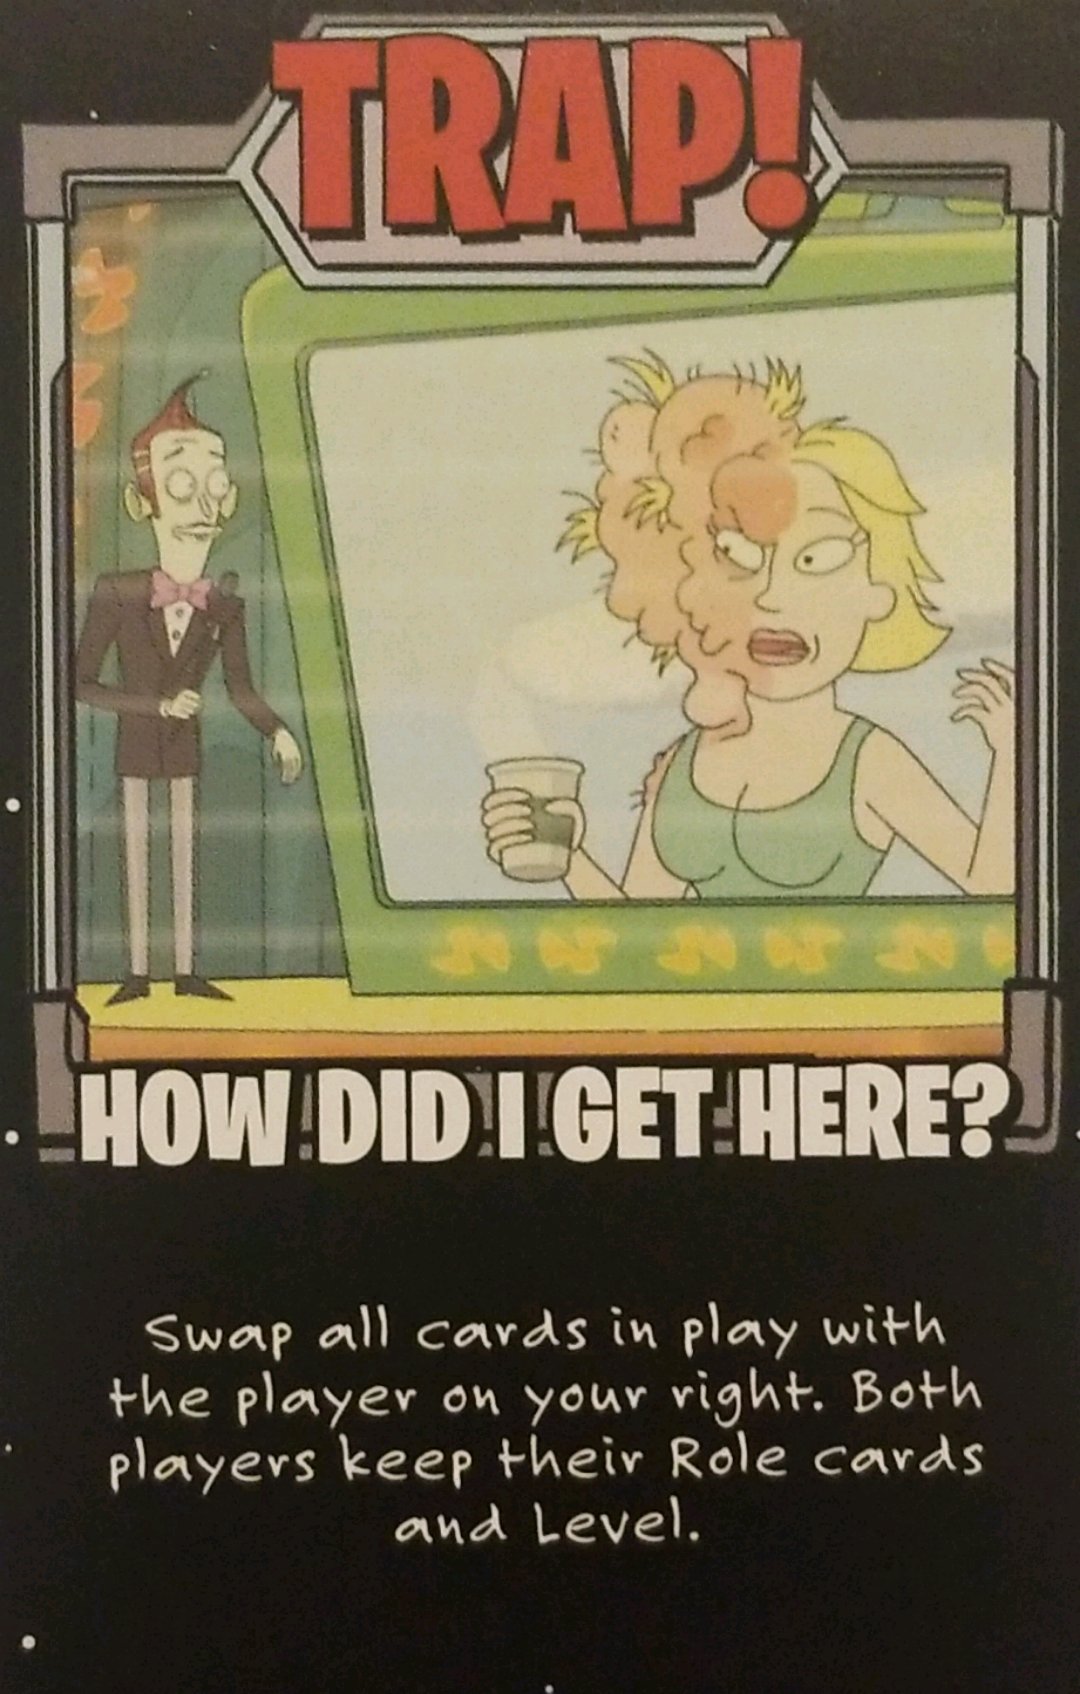 TRAP!
HOW DID I GET HERE?
Swap all cards in play with
the player on your right. Both
players keep their Role cards
and Level.